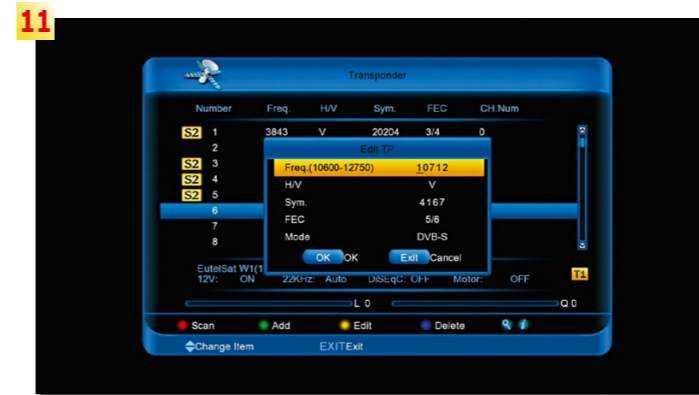 11
Transponder
Number Freq. H/V Sym. FEC CH.Num
S2 1 3843 V 20204 3/4 0
2
Edit TP
S2 3
Freq.(10600-12750) 10712
S2 4
H/V V
S2 5
Sym. 4167
6
FEC 5/6
7
Mode DVB-S
8
OK OK Exit Cancel
EutelSat W1(1
12V: ON 22KHz: Auto DiSEqC: OFF Motor: OFF
T1
L 0 Q 0
Scan Add Edit Delete
Change Item EXITExit